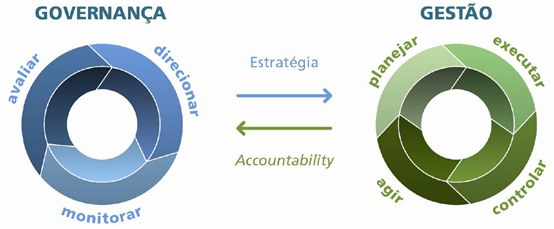 GOVERNANÇA
avaliar
direcionar
monitorar
Estratégia
Accountability
GESTÃO
planejar
executar
agir
controlar